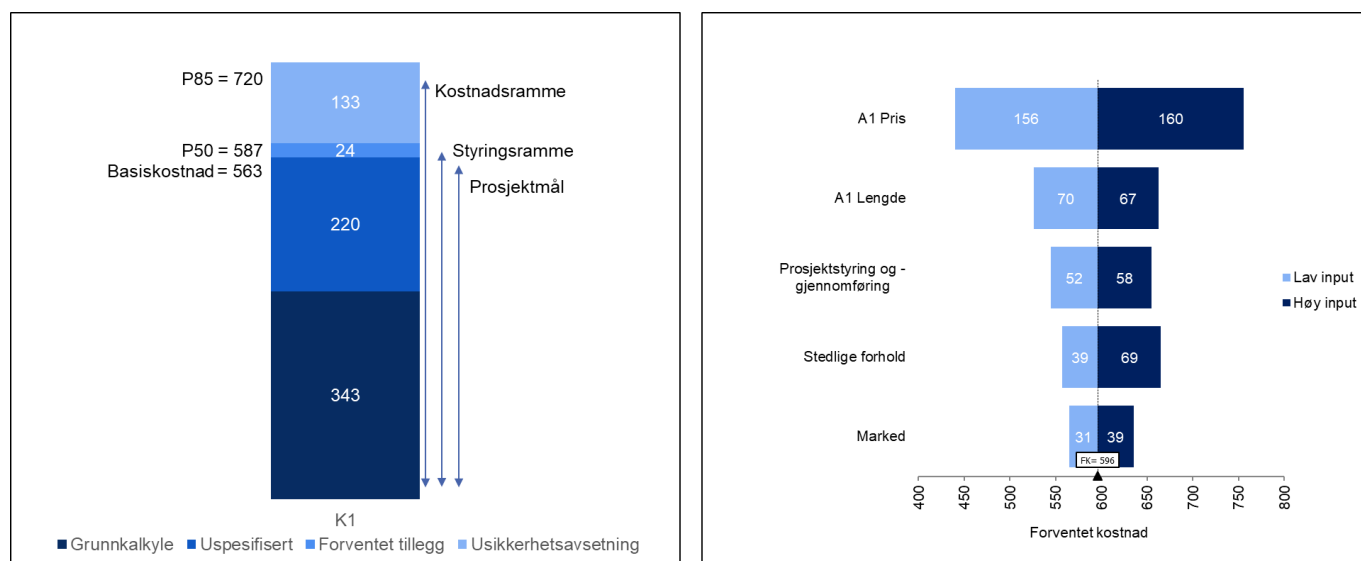 P85 = 720
133
Kostnadsramme
P50 = 587
24
Styringsramme
Basiskostnad = 563
Prosjektmål
220
343
K1
Grunnkalkyle Uspesifisert Forventet tillegg Usikkerhetsavsetning
A1 Pris
156
160
A1 Lengde
70
67
Prosjektstyring og -
gjennomføring
52
58
Stedlige forhold
39
69
Marked
31
39
FK= 596
Lav input
Høy input
400 450 500 550 600 650 700 750 800
Forventet kostnad